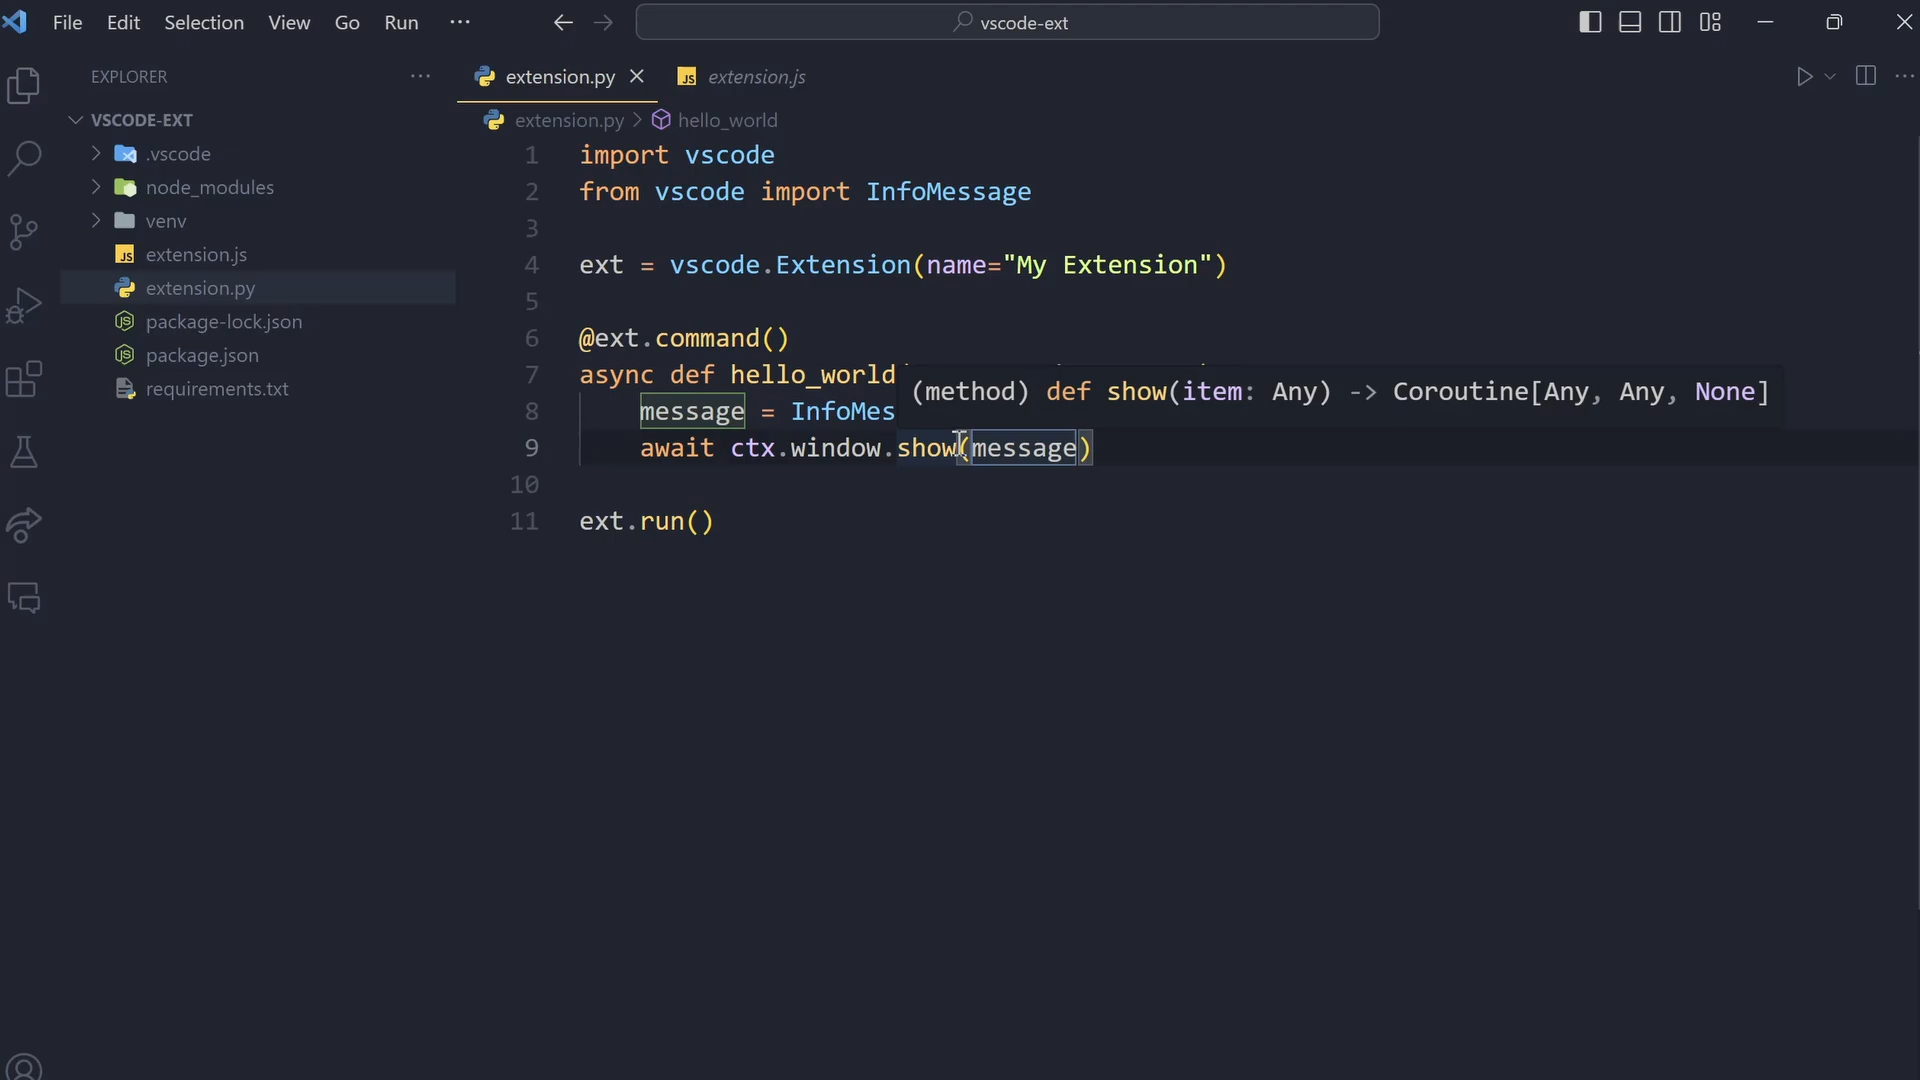 File Edit Selection View Go Run ···
vscode-ext
EXPLORER ···
VSCODE-EXT
.vscode
node_modules
venv
JS extension.js
extension.py
JS package-lock.json
JS package.json
requirements.txt
extension.py
JS extension.js
extension.py > hello_world
1 import vscode
2 from vscode import InfoMessage
3
4 ext = vscode.Extension(name="My Extension")
5
6 @ext.command()
7 async def hello_world
(method) def show(item: Any) -> Coroutine[Any, Any, None]
8 message = InfoMes
9 await ctx.window.show(message)
10
11 ext.run()